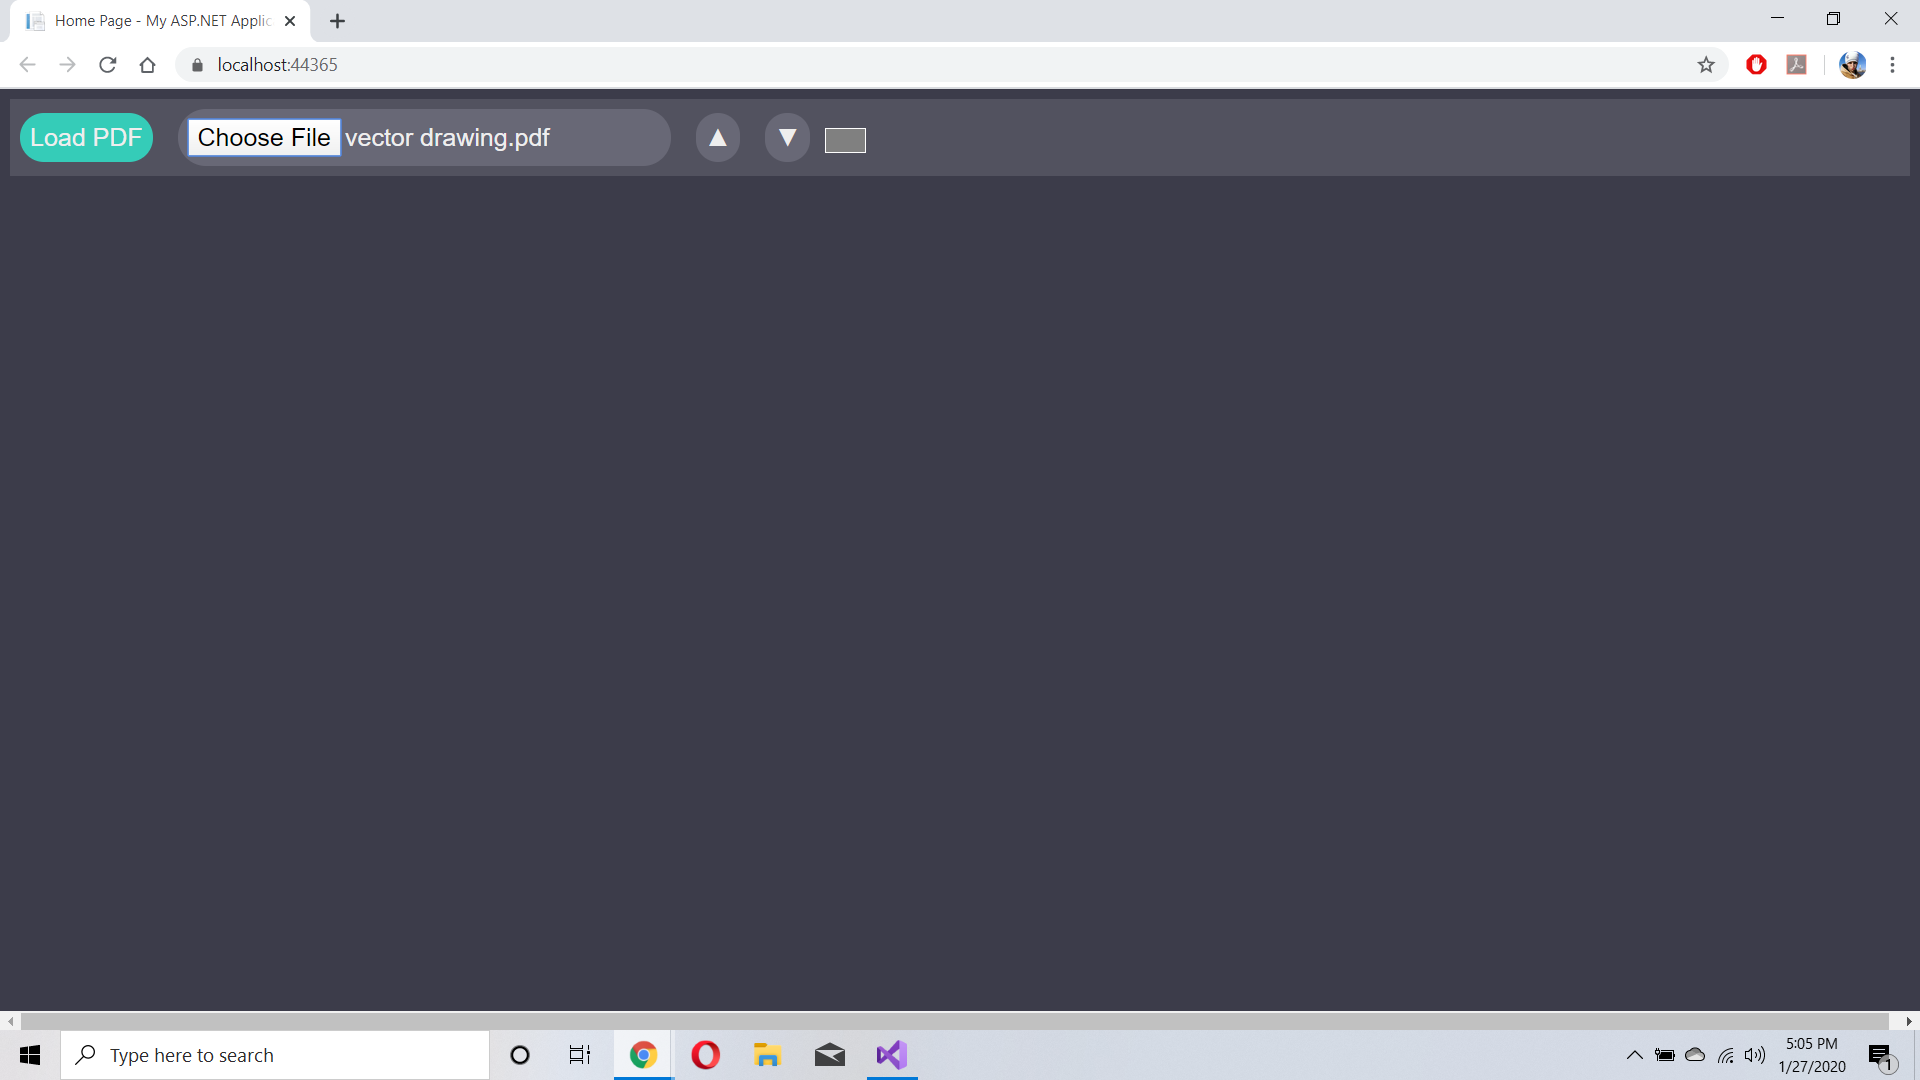 Home Page - My ASP.NET Applic
localhost:44365
Load PDF
Choose File vector drawing.pdf
▲
▼
Type here to search
5:05 PM
1/27/2020
1